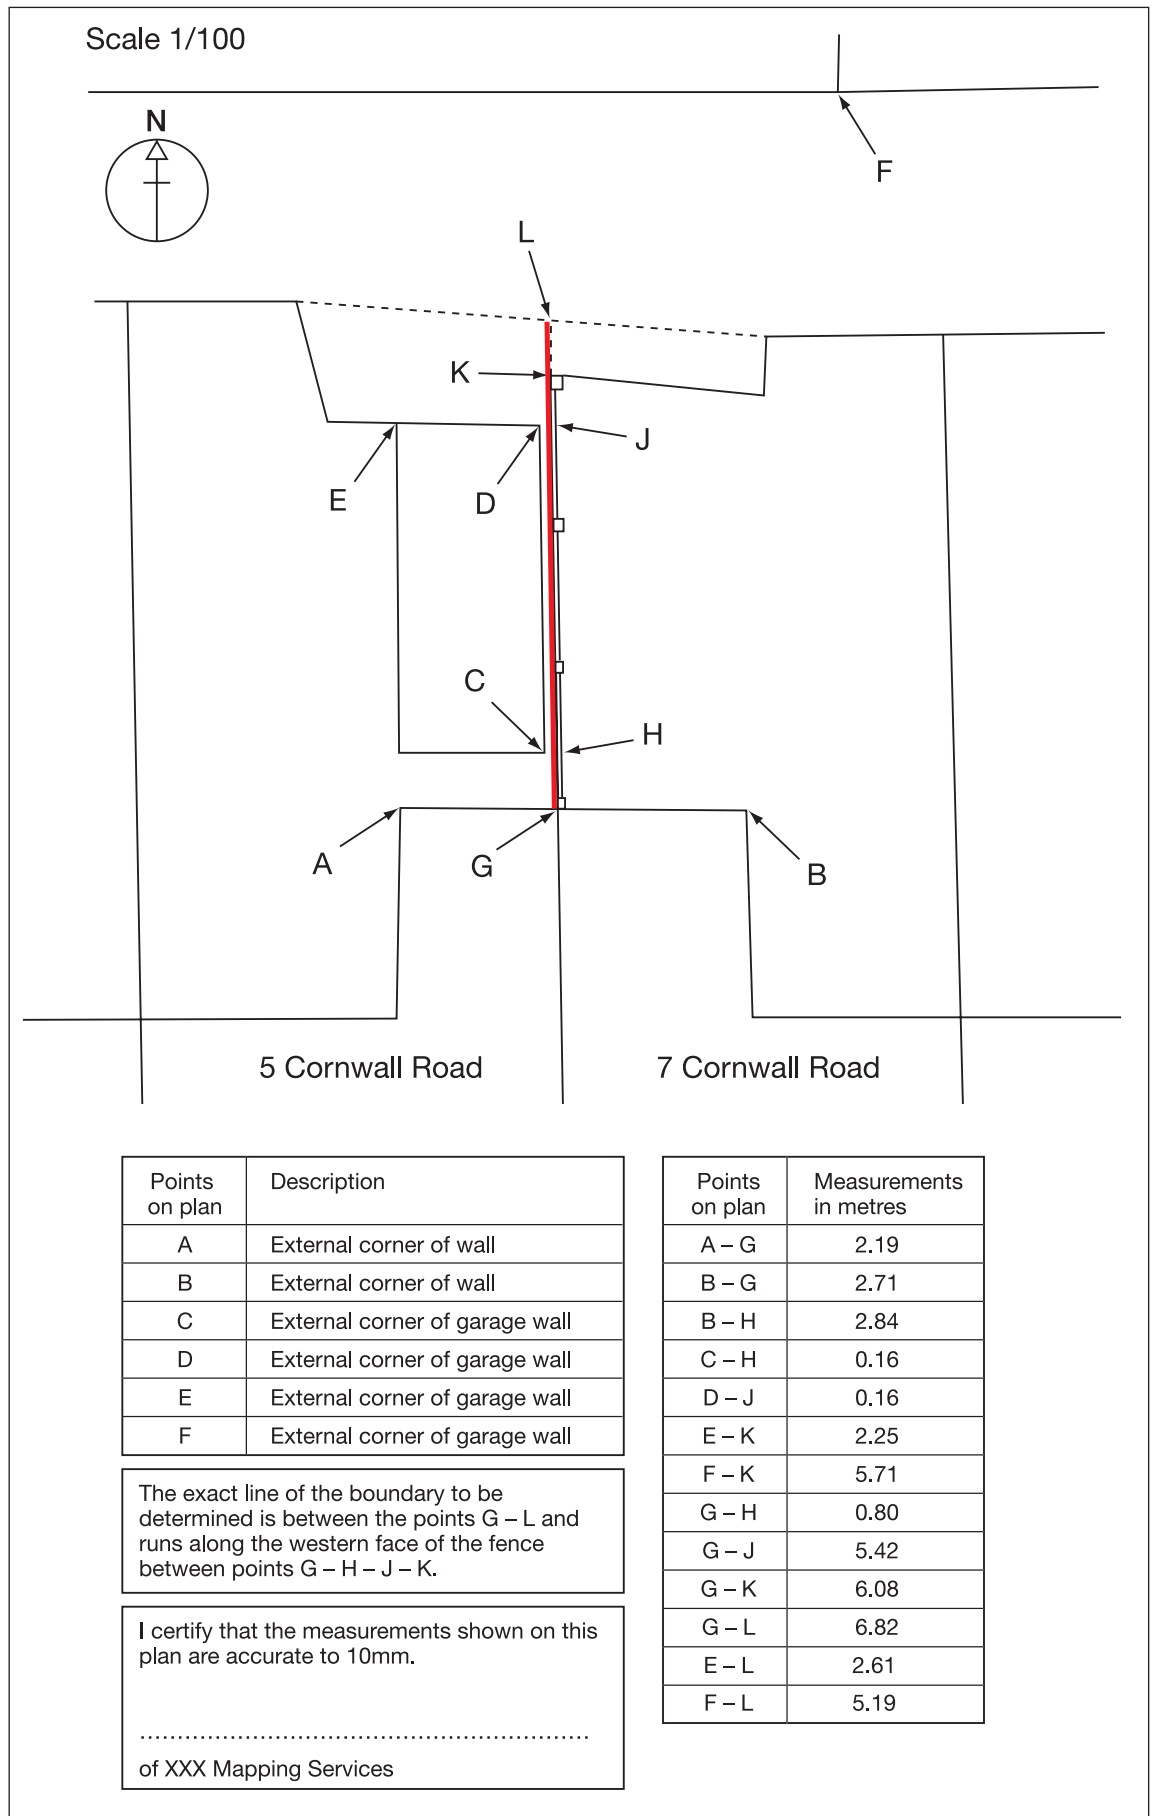 Scale 1/100
N
F
L
K
J
E
D
C
H
A
G
B
5 Cornwall Road
7 Cornwall Road
Points on plan | Description
A | External corner of wall
B | External corner of wall
C | External corner of garage wall
D | External corner of garage wall
E | External corner of garage wall
F | External corner of garage wall
The exact line of the boundary to be
determined is between the points G – L and
runs along the western face of the fence
between points G – H – J – K.
I certify that the measurements shown on this
plan are accurate to 10mm.
............................................................
of XXX Mapping Services
Points on plan | Measurements in metres
A – G | 2.19
B – G | 2.71
B – H | 2.84
C – H | 0.16
D – J | 0.16
E – K | 2.25
F – K | 5.71
G – H | 0.80
G – J | 5.42
G – K | 6.08
G – L | 6.82
E – L | 2.61
F – L | 5.19